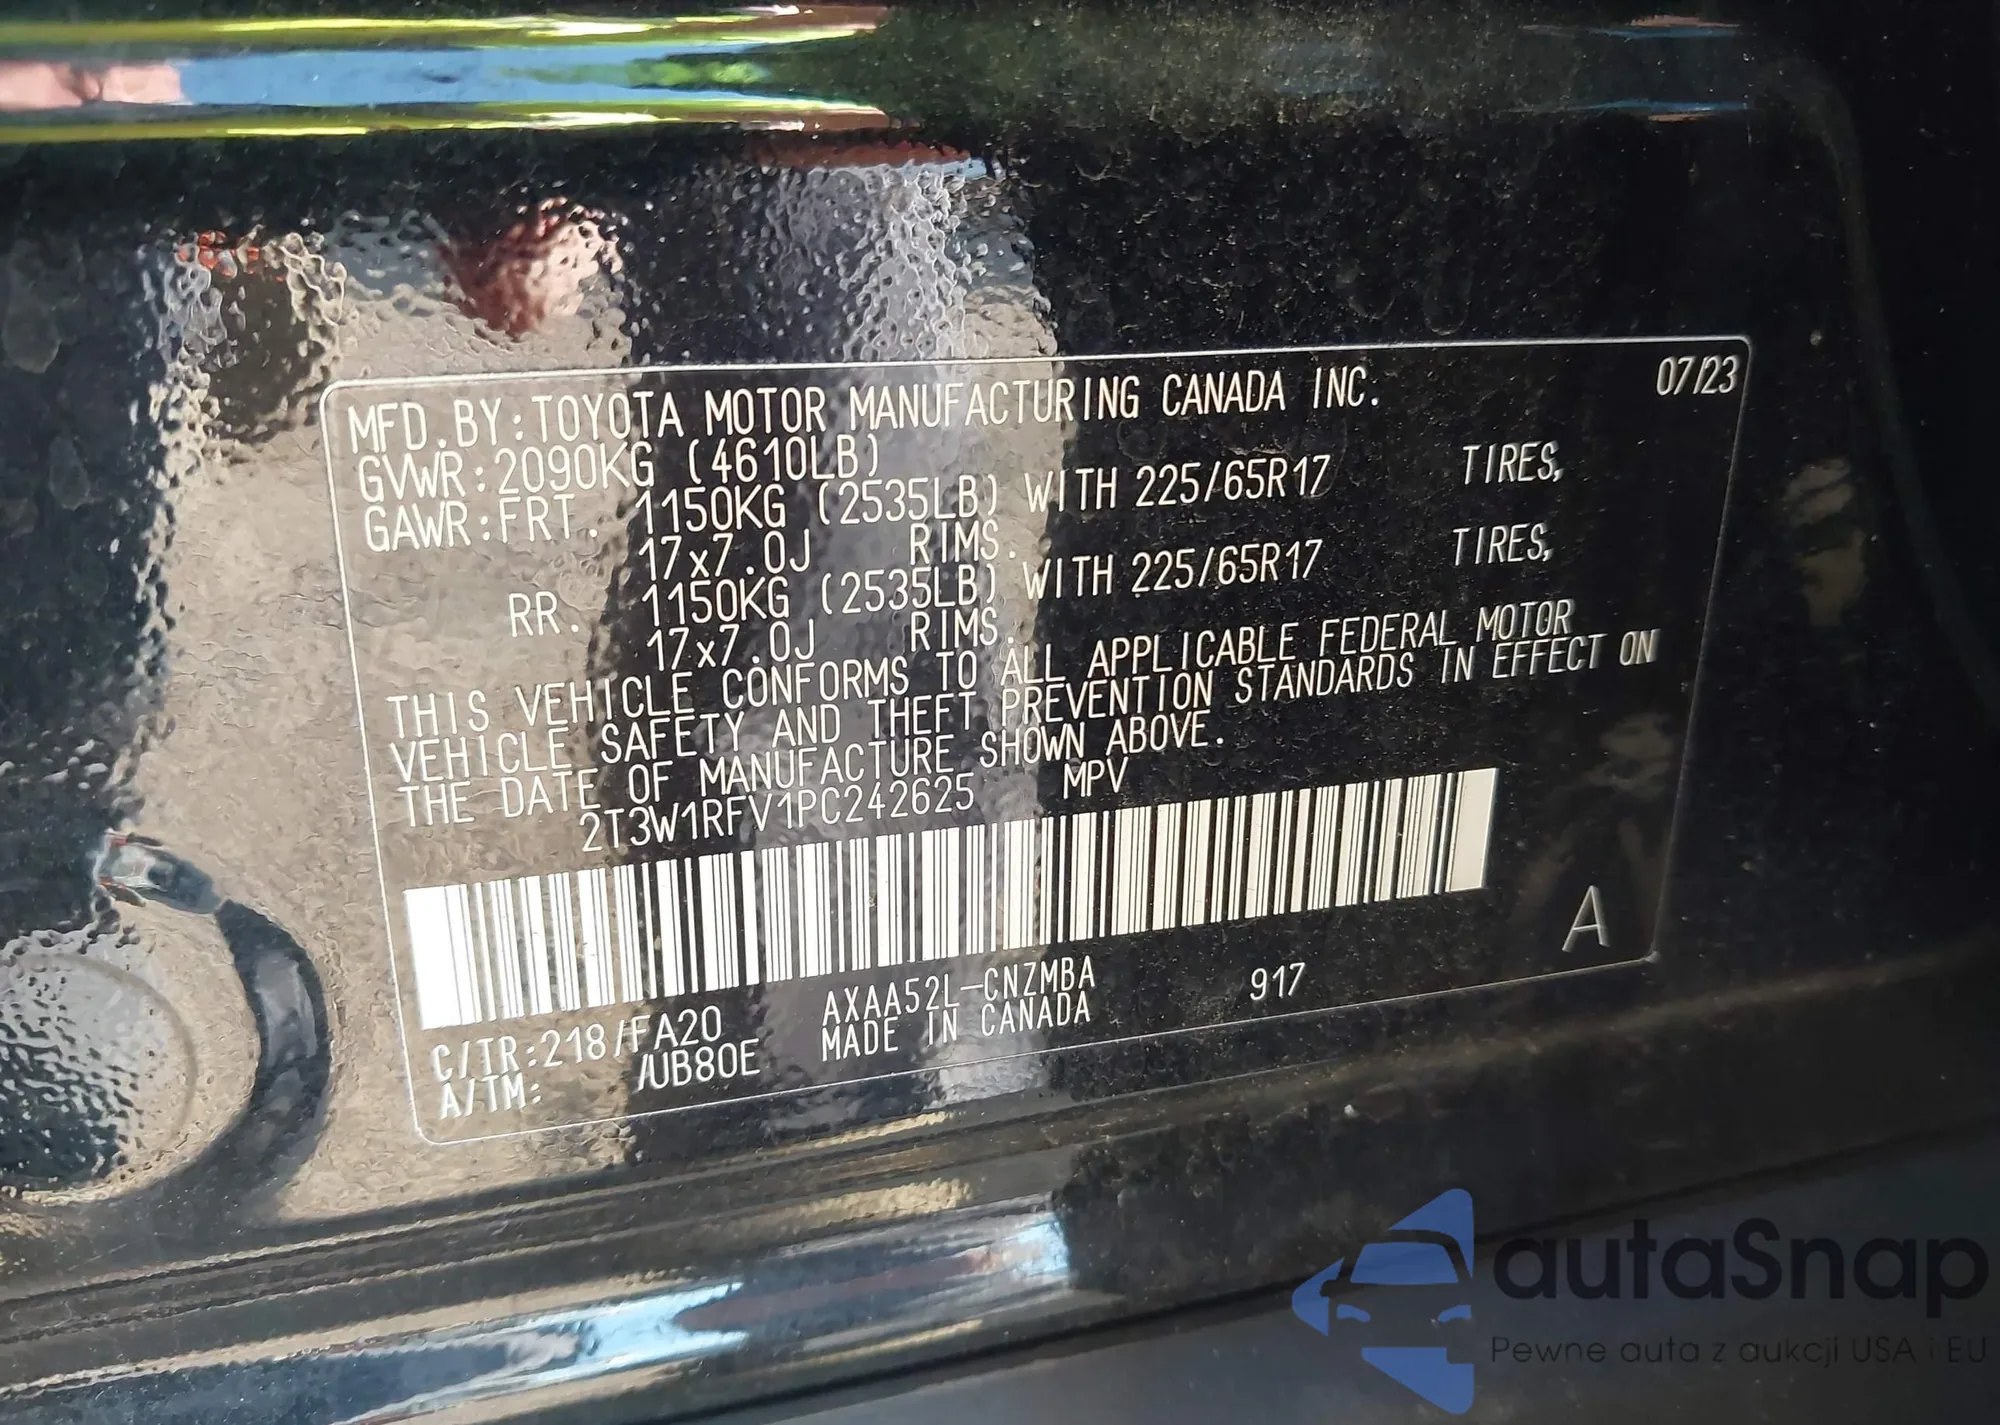 07/23
MFD.BY:TOYOTA MOTOR MANUFACTURING CANADA INC.
GVWR:2090KG (4610LB)
GAWR:FRT. 1150KG (2535LB) WITH 225/65R17 TIRES,
17x7.0J RIMS.
RR. 1150KG (2535LB) WITH 225/65R17 TIRES,
17x7.0J RIMS.
THIS VEHICLE CONFORMS TO ALL APPLICABLE FEDERAL MOTOR
VEHICLE SAFETY AND THEFT PREVENTION STANDARDS IN EFFECT ON
THE DATE OF MANUFACTURE SHOWN ABOVE.
2T3W1RFV1PC242625 MPV
A
C/TR:218/FA20 AXAA52L-CNZMBA 917
A/TM: /UB80E MADE IN CANADA
autaSnap
Pewne auta z aukcji USA i EU